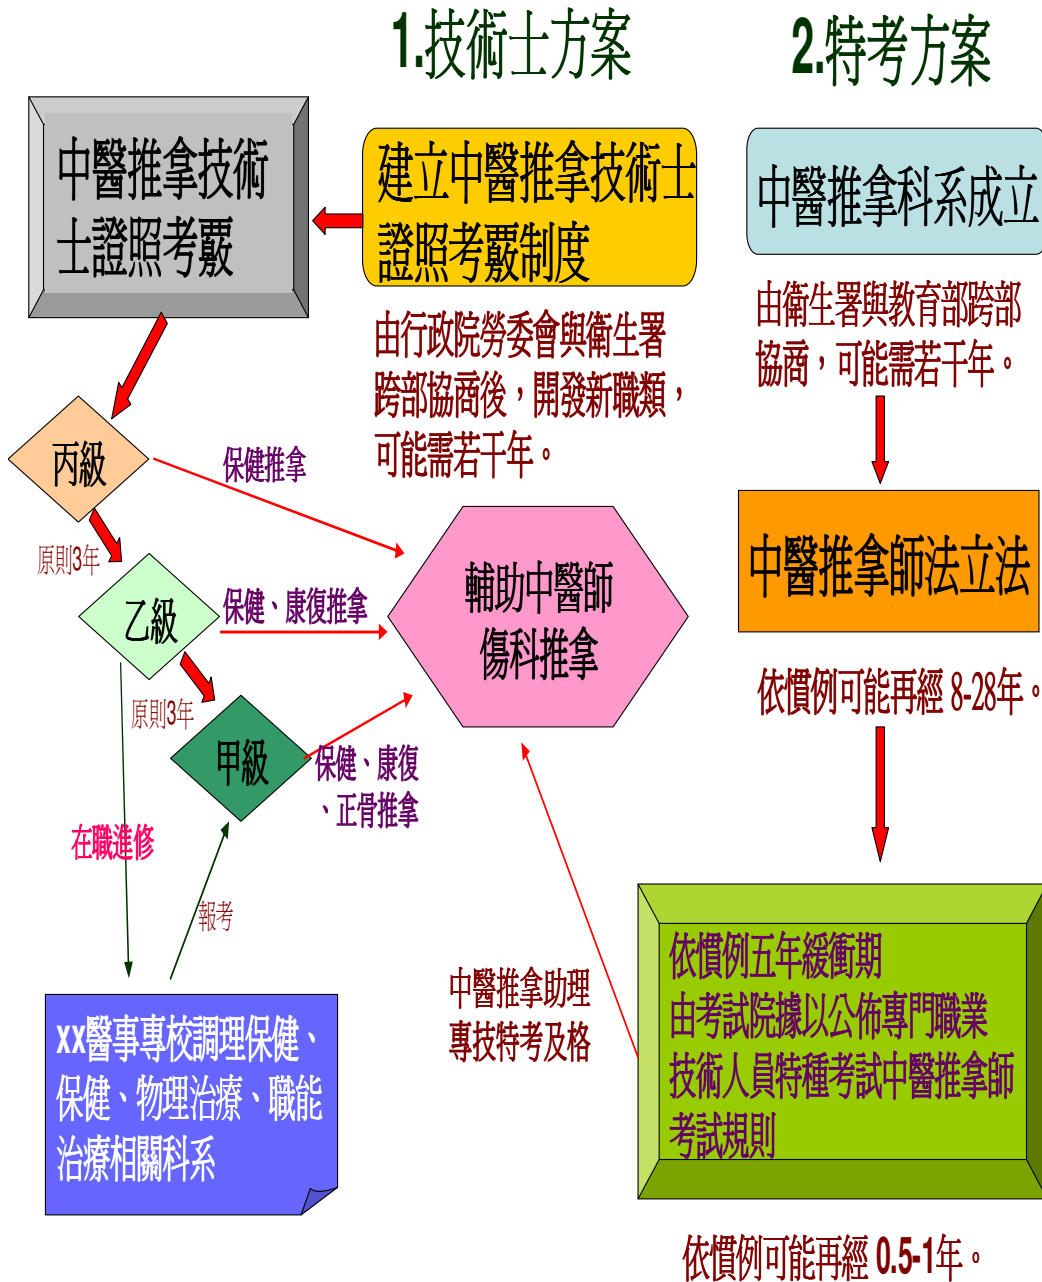 1.技術士方案
2.特考方案
中醫推拿技術
士證照考覈
建立中醫推拿技術士
證照考覈制度
中醫推拿科系成立
由行政院勞委會與衛生署
跨部協商後，開發新職類，
可能需若干年。
由衛生署與教育部跨部
協商，可能需若干年。
丙級
保健推拿
原則3年
乙級
保健、康復推拿
輔助中醫師
傷科推拿
中醫推拿師法立法
原則3年
甲級
保健、康復
、正骨推拿
依慣例可能再經 8-28年。
在職進修
報考
中醫推拿助理
專技特考及格
依慣例五年緩衝期
由考試院據以公佈專門職業
技術人員特種考試中醫推拿師
考試規則
xx醫事專校調理保健、
保健、物理治療、職能
治療相關科系
依慣例可能再經 0.5-1年。